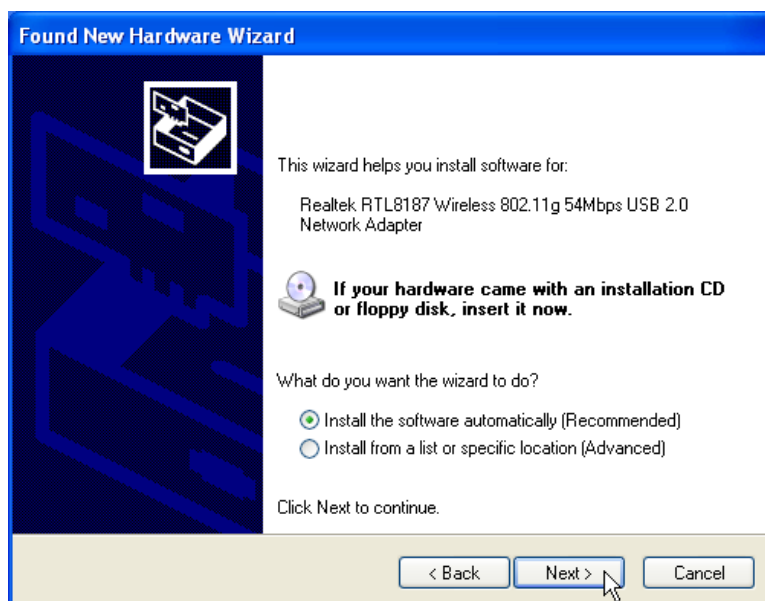 Found New Hardware Wizard
This wizard helps you install software for:
Realtek RTL8187 Wireless 802.11g 54Mbps USB 2.0
Network Adapter
If your hardware came with an installation CD
or floppy disk, insert it now.
What do you want the wizard to do?
Install the software automatically (Recommended)
Install from a list or specific location (Advanced)
Click Next to continue.
< Back Next > Cancel